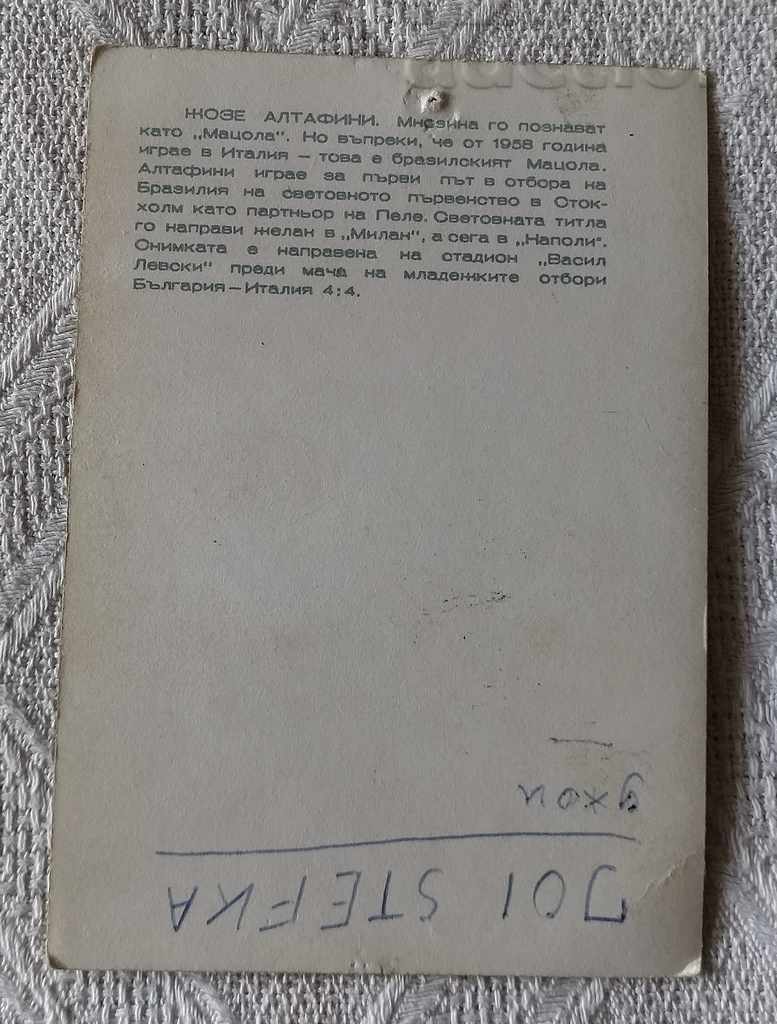 ЖОЗЕ АЛТАФИНИ. Мнозина го познават
като „Мацола“. Но въпреки, че от 1958 година
играе в Италия – това е бразилският Мацола.
Алтафини играе за първи път в отбора на
Бразилия на световното първенство в Сток-
холм като партньор на Пеле. Световната титла
го направи желан в „Милан“, а сега в „Наполи“.
Снимката е направена на стадион „Васил
Левски“ преди мача на младежките отбори
България – Италия 4:4.
JOI STEFKA
джои